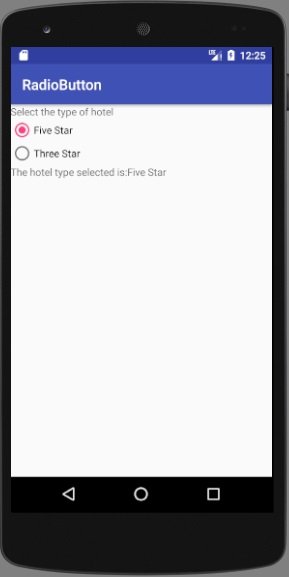 12:25
RadioButton
Select the type of hotel
Five Star
Three Star
The hotel type selected is:Five Star